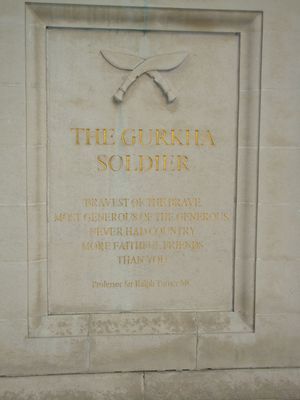 THE GURKHA
SOLDIER
BRAVEST OF THE BRAVE
MOST GENEROUS OF THE GENEROUS
NEVER HAD COUNTRY
MORE FAITHFUL FRIENDS
THAN YOU
Professor Sir Ralph Turner MC